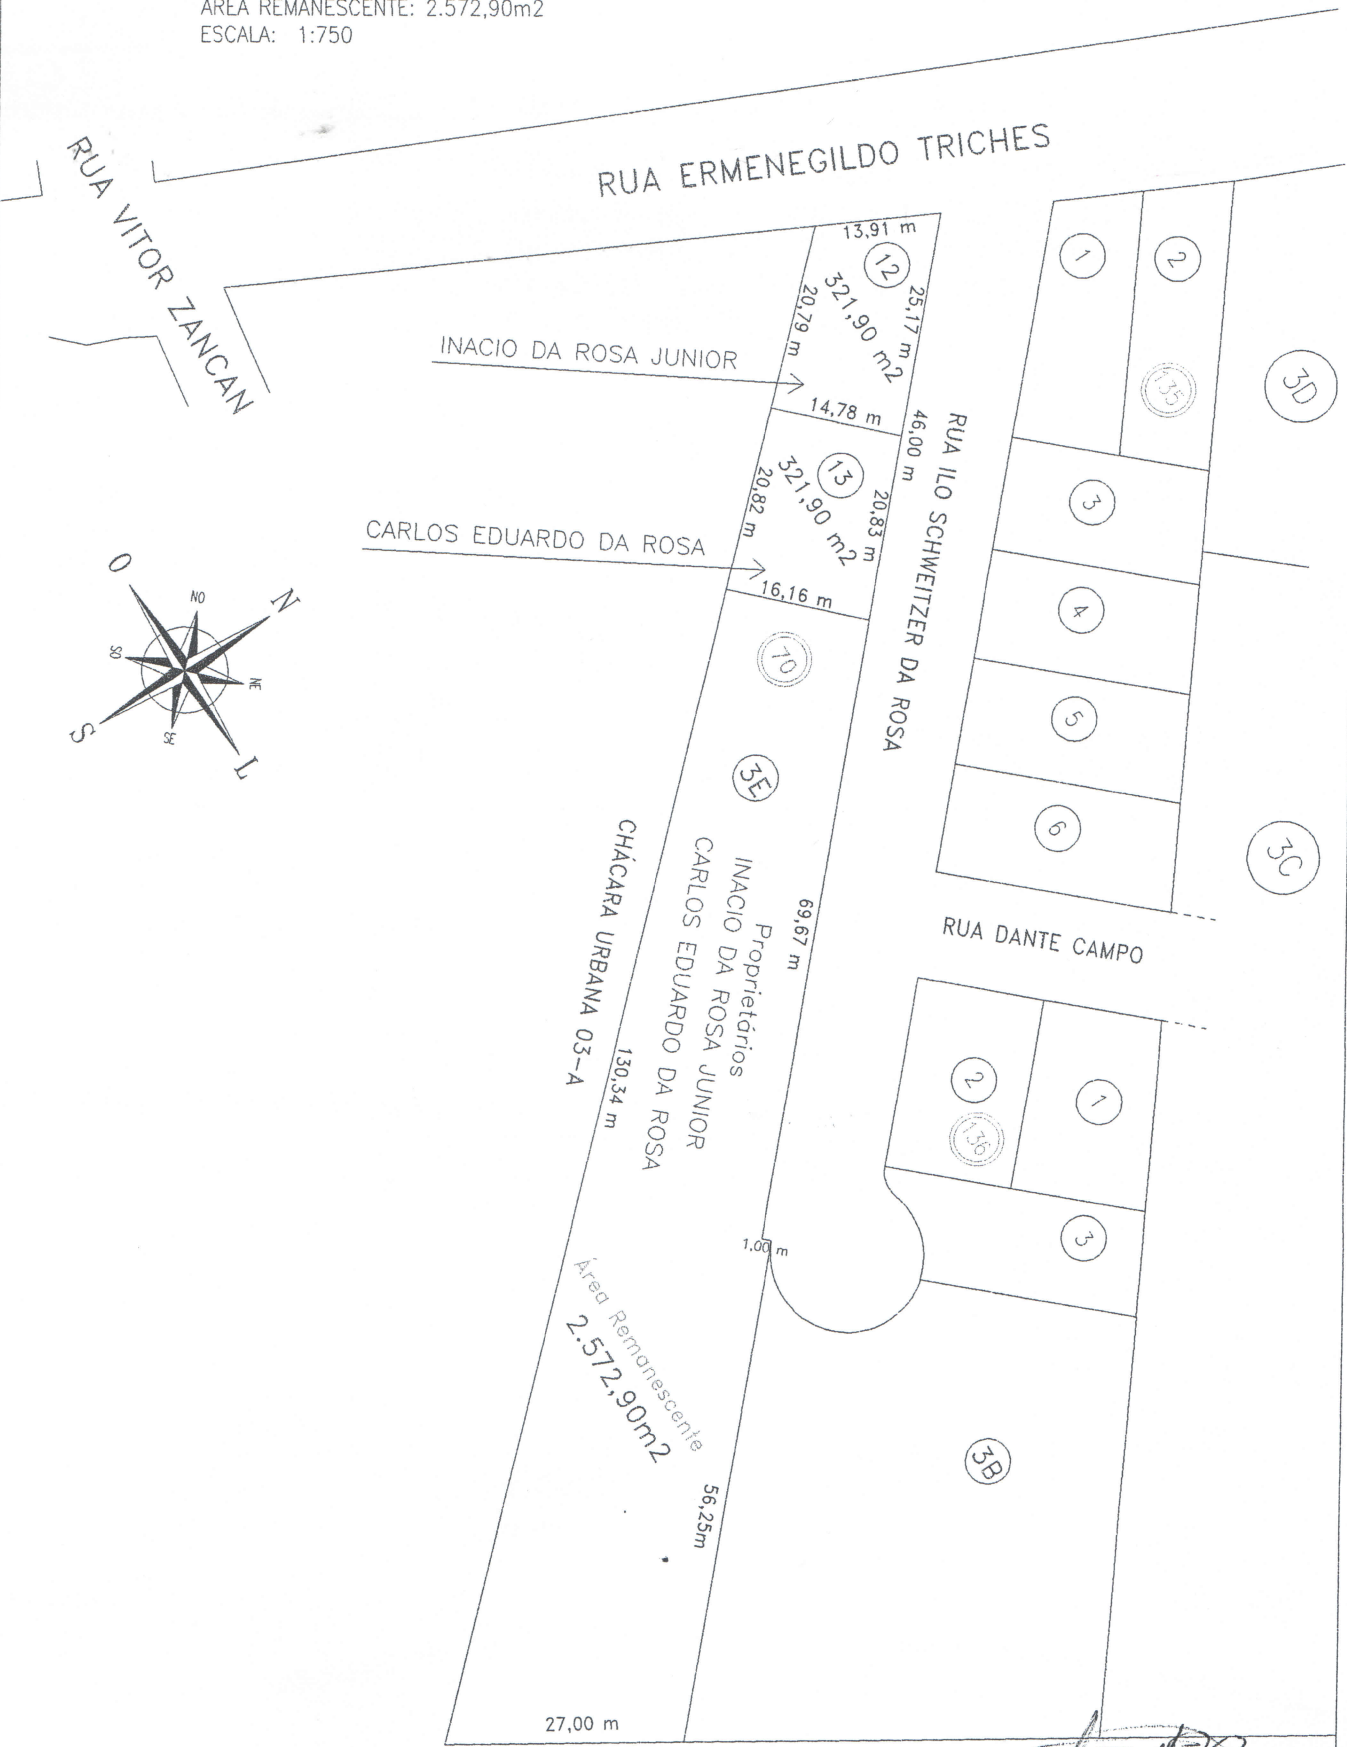 ÁREA REMANESCENTE: 2.572,90m2
ESCALA: 1:750
RUA VITOR ZANCAN
RUA ERMENEGILDO TRICHES
13,91 m
12
321,90 m2
25,17 m
20,79 m
INACIO DA ROSA JUNIOR
14,78 m
46,00 m
13
321,90 m2
20,83 m
20,82 m
CARLOS EDUARDO DA ROSA
16,16 m
RUA ILO SCHWEITZER DA ROSA
1
2
135
3D
3
4
5
6
3C
O
NO
N
SO
NE
S
SE
L
70
3E
Proprietários
INACIO DA ROSA JUNIOR
CARLOS EDUARDO DA ROSA
69,67 m
CHÁCARA URBANA 03-A
130,34 m
RUA DANTE CAMPO
2
136
1
3
1,00 m
Área Remanescente
2.572,90m2
56,25m
3B
27,00 m